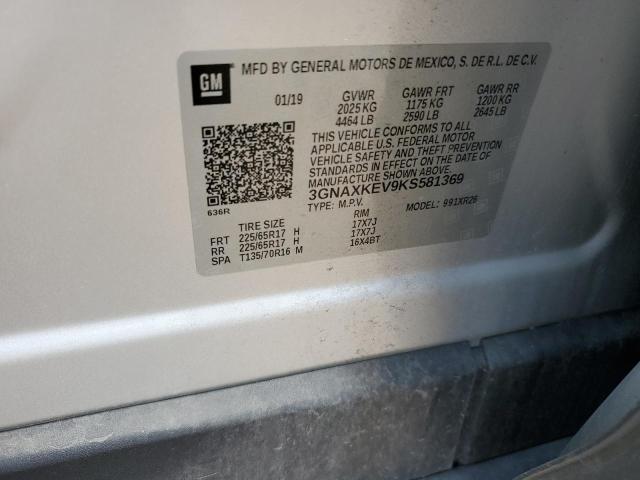 GM
MFD BY GENERAL MOTORS DE MEXICO, S. DE R.L. DE C.V.
01/19 GVWR GAWR FRT GAWR RR
2025 KG 1175 KG 1200 KG
4464 LB 2590 LB 2645 LB
THIS VEHICLE CONFORMS TO ALL
APPLICABLE U.S. FEDERAL MOTOR
VEHICLE SAFETY AND THEFT PREVENTION
STANDARDS IN EFFECT ON THE DATE OF
MANUFACTURE SHOWN ABOVE.
3GNAXKEV9KS581369
TYPE: M.P.V. MODEL: 991XR26
636R
TIRE SIZE RIM
FRT 225/65R17 H 17X7J
RR 225/65R17 H 17X7J
SPA T135/70R16 M 16X4BT